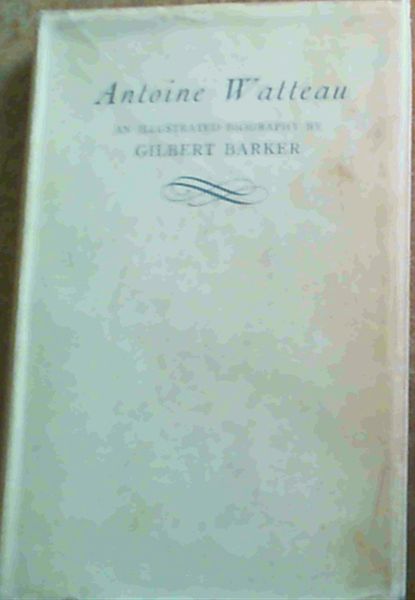 Antoine Watteau
AN ILLUSTRATED BIOGRAPHY BY
GILBERT BARKER